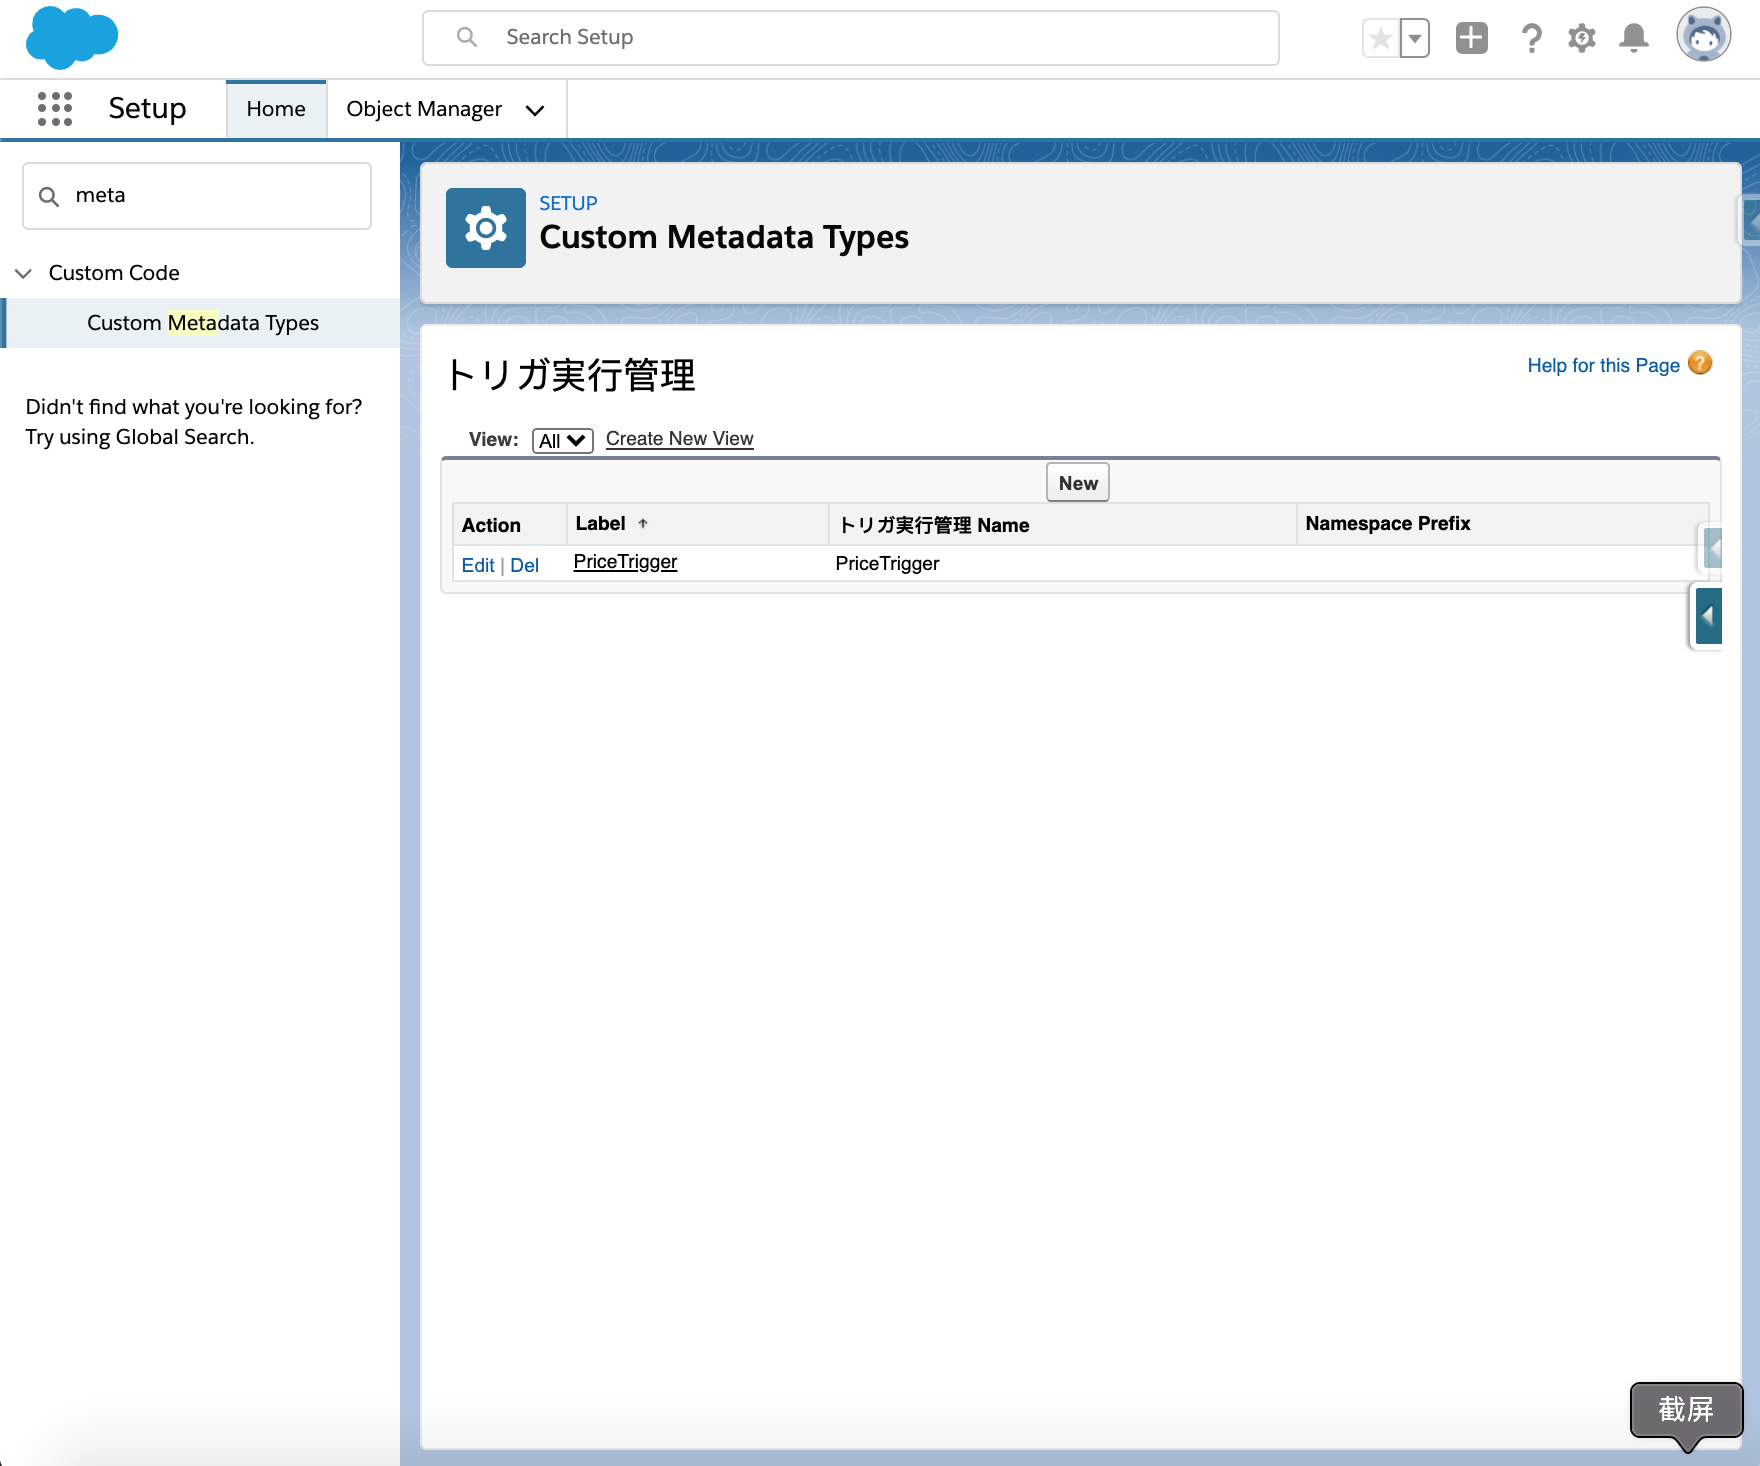 Search Setup
Setup
Home
Object Manager
meta
Custom Code
Custom Metadata Types
Didn't find what you're looking for?
Try using Global Search.
SETUP
Custom Metadata Types
トリガ実行管理
Help for this Page
View: All Create New View
New
Action Label トリガ実行管理 Name Namespace Prefix
Edit | Del PriceTrigger PriceTrigger
截屏